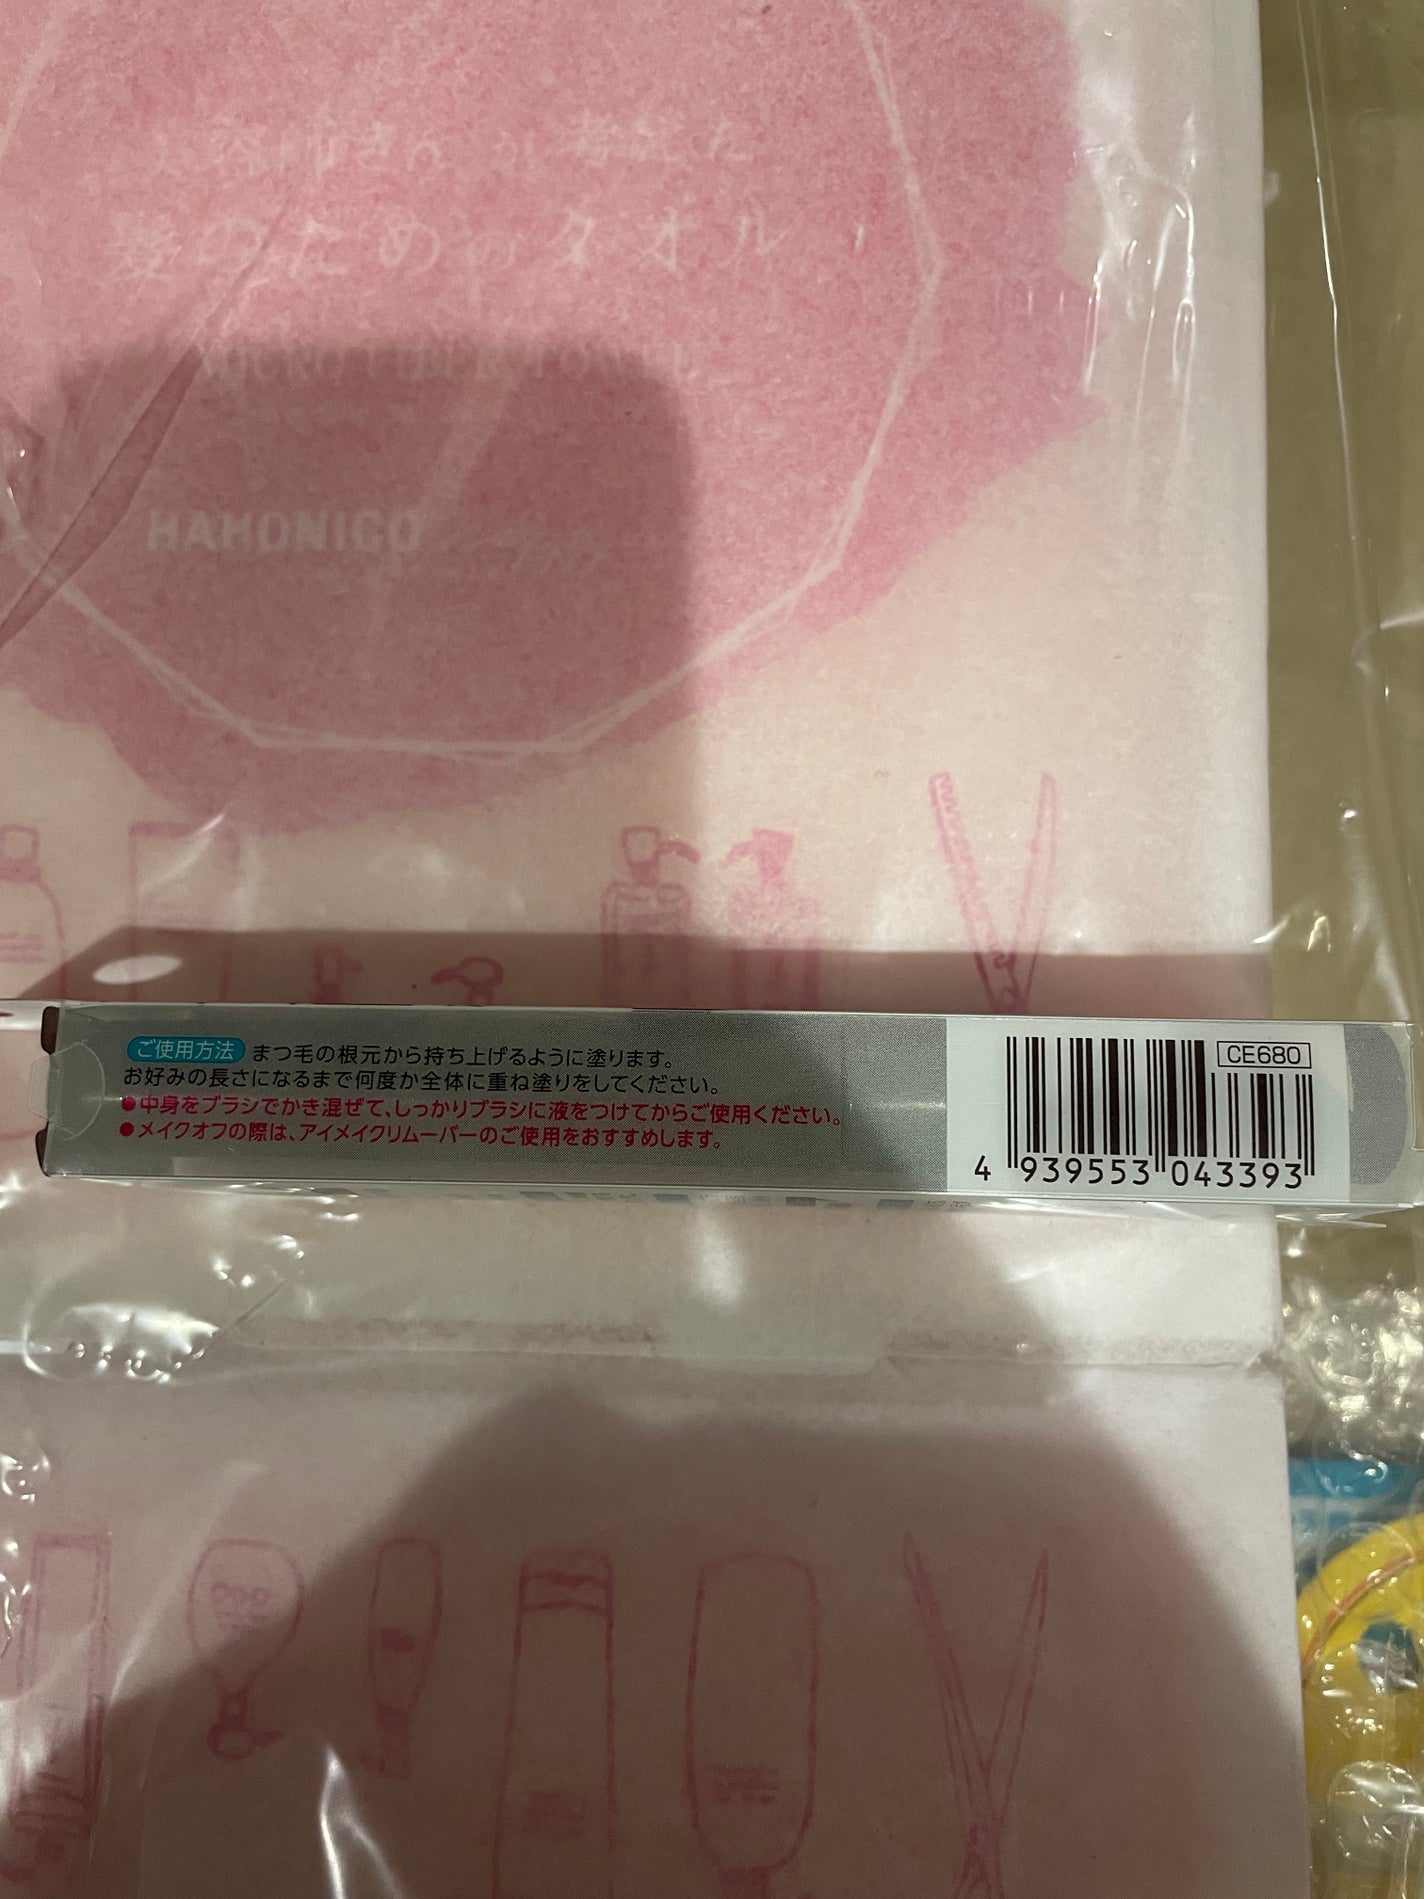 美容師さんが考えた
髪のためのタオル
MICRO FIBER TOWEL
HAHONICO
ご使用方法 まつ毛の根元から持ち上げるように塗ります。
お好みの長さになるまで何度か全体に重ね塗りをしてください。
●中身をブラシでかき混ぜて、しっかりブラシに液をつけてからご使用ください。
●メイクオフの際は、アイメイクリムーバーのご使用をおすすめします。
CE680
4 939553 043393